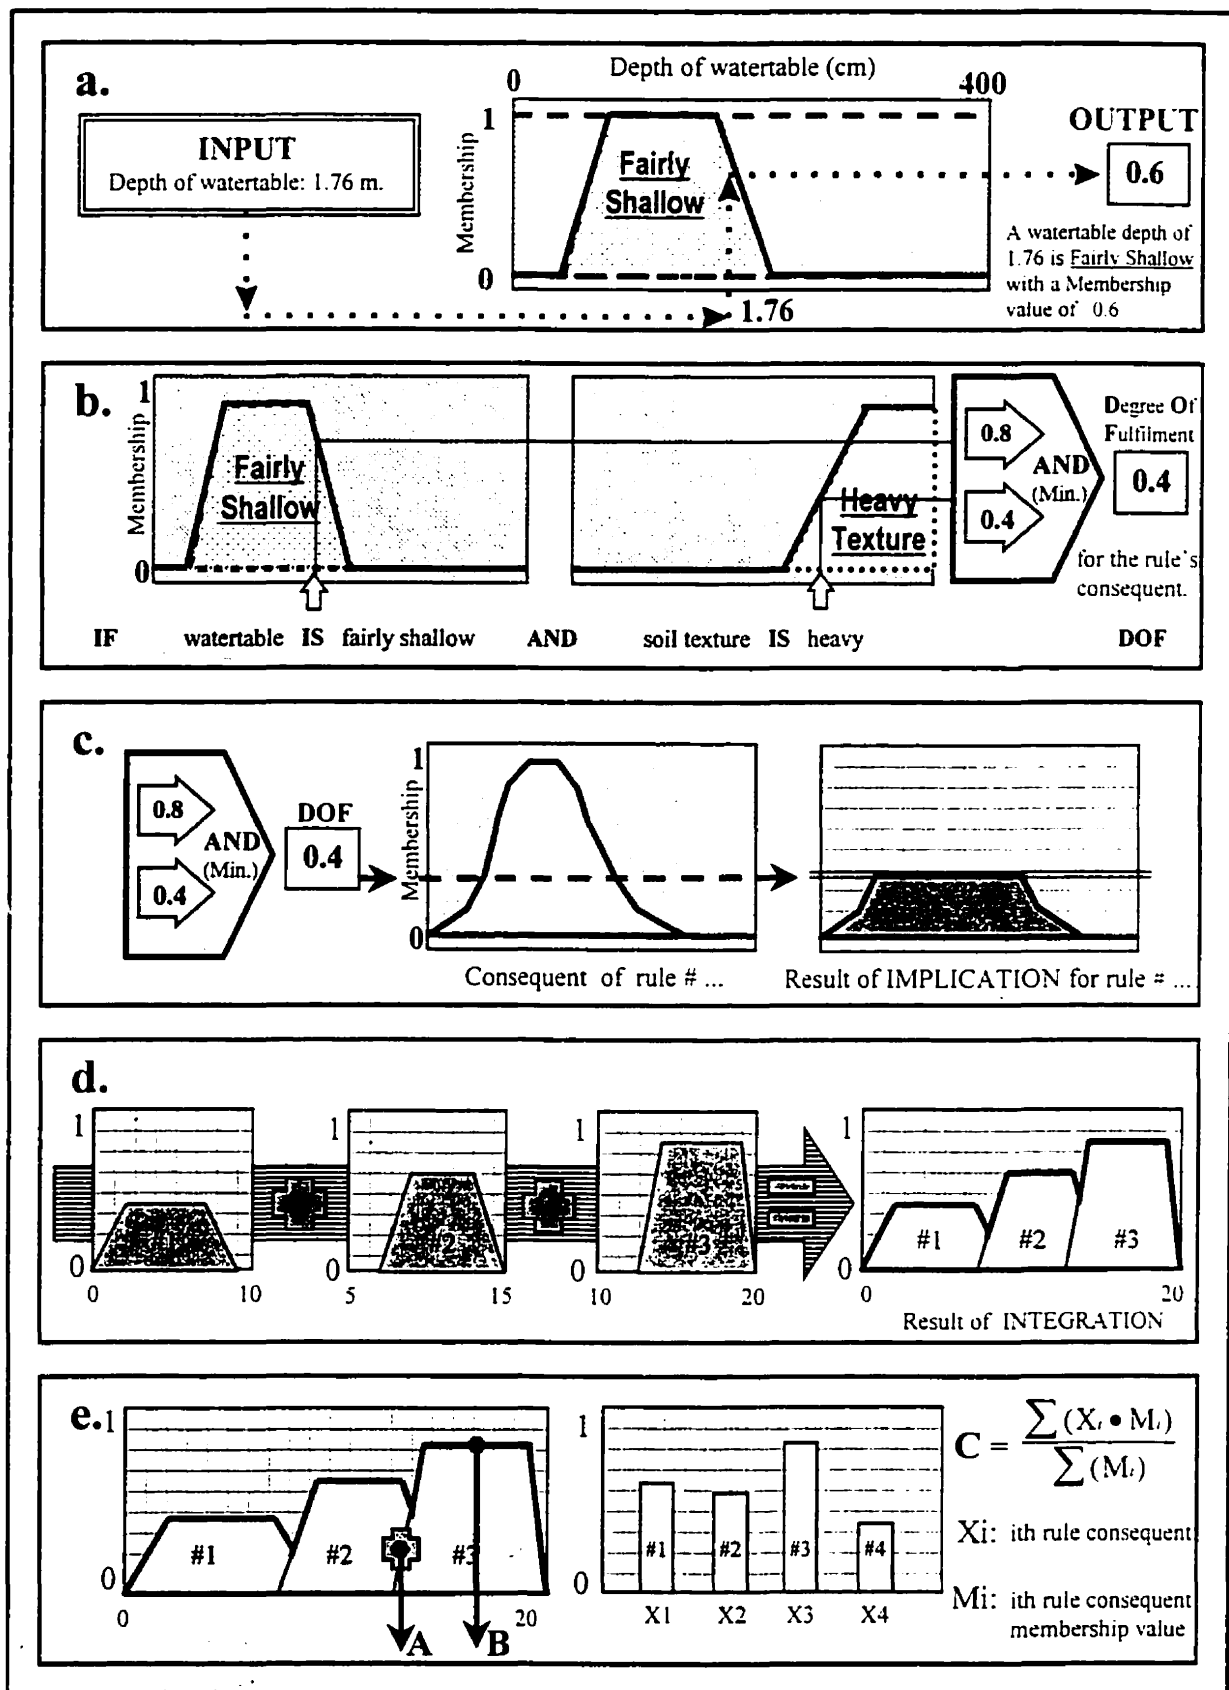 a.
0
Depth of watertable (cm)
400
INPUT
Depth of watertable: 1.76 m.
Membership
1
0
Fairly
Shallow
1.76
OUTPUT
0.6
A watertable depth of
1.76 is Fairly Shallow
with a Membership
value of 0.6
b.
1
Membership
0
Fairly
Shallow
Heavy
Texture
0.8
0.4
AND
(Min.)
Degree Of
Fulfilment
0.4
for the rule's
consequent.
IF watertable IS fairly shallow AND soil texture IS heavy DOF
c.
0.8
0.4
AND
(Min.)
DOF
0.4
1
Membership
0
Consequent of rule # ...
Result of IMPLICATION for rule # ...
d.
1
0
0
10
#1
1
0
5
15
2
1
0
10
20
#3
1
0
#1
#2
#3
0
20
Result of INTEGRATION
e.
1
0
#1
#2
#3
0
20
A
B
1
0
#1
#2
#3
#4
X1
X2
X3
X4
C = ∑(Xi • Mi) / ∑(Mi)
Xi: ith rule consequent
Mi: ith rule consequent
membership value